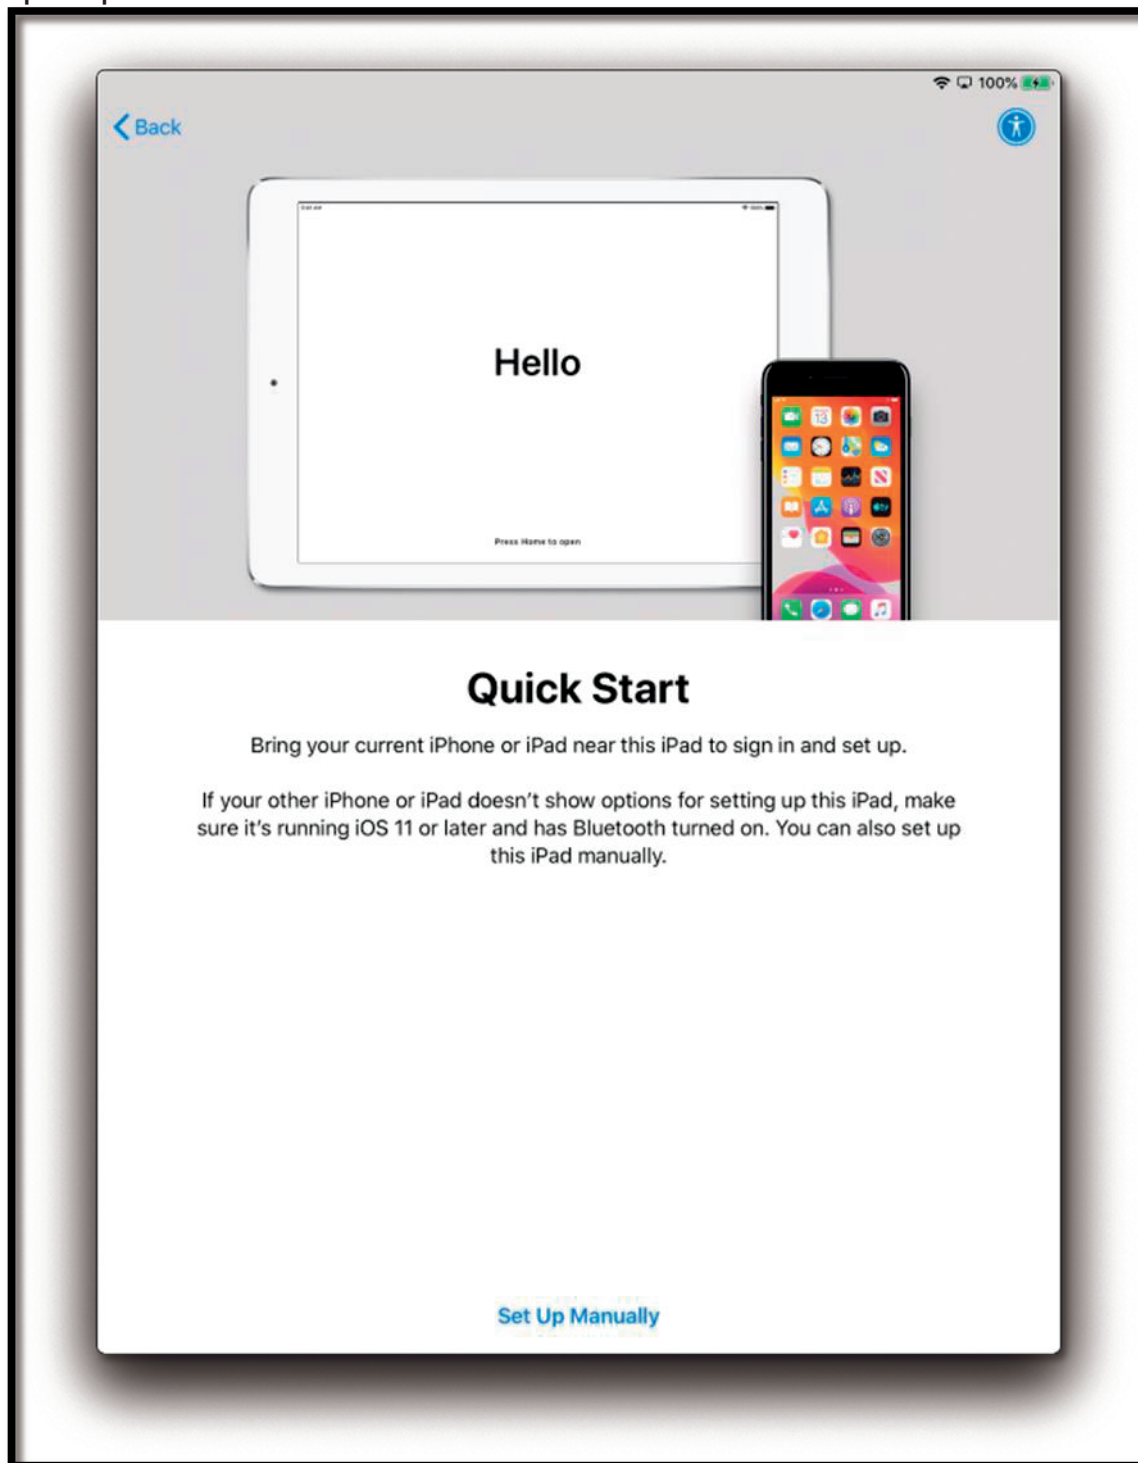 100%
Back
Hello
Press Home to open
Quick Start
Bring your current iPhone or iPad near this iPad to sign in and set up.
If your other iPhone or iPad doesn't show options for setting up this iPad, make
sure it's running iOS 11 or later and has Bluetooth turned on. You can also set up
this iPad manually.
Set Up Manually